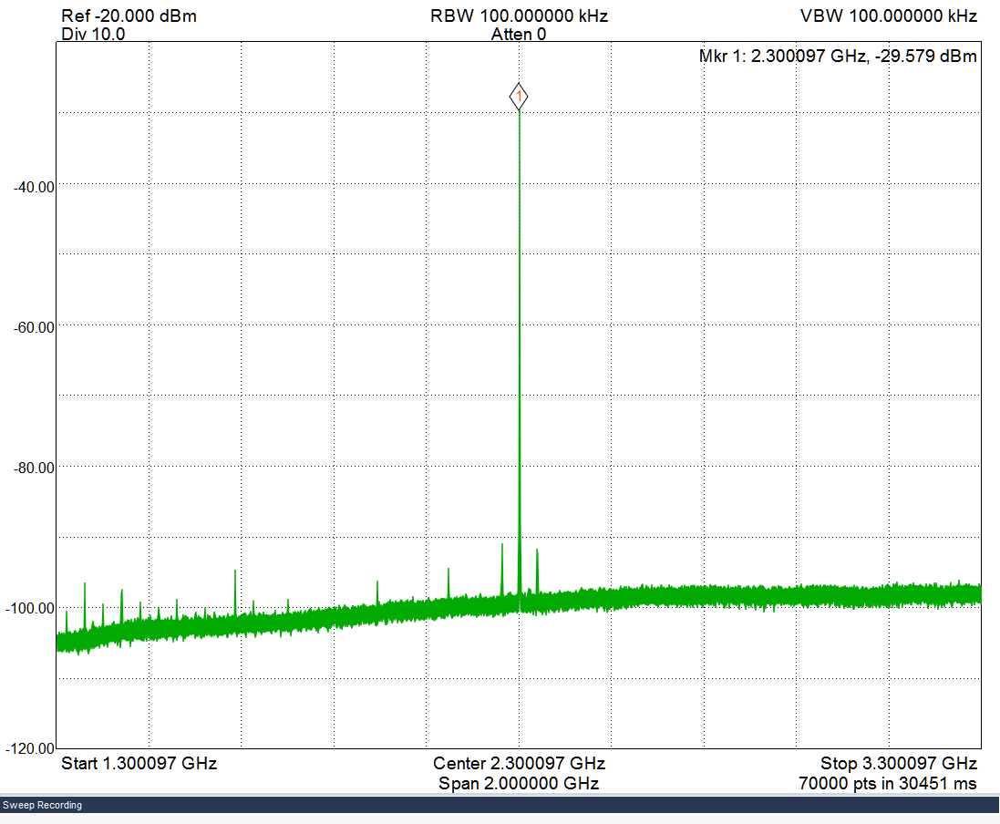 Ref -20.000 dBm RBW 100.000000 kHz VBW 100.000000 kHz
Div 10.0 Atten 0
Mkr 1: 2.300097 GHz, -29.579 dBm
1
-40.00
-60.00
-80.00
-100.00
-120.00
Start 1.300097 GHz Center 2.300097 GHz Stop 3.300097 GHz
Span 2.000000 GHz 70000 pts in 30451 ms
Sweep Recording